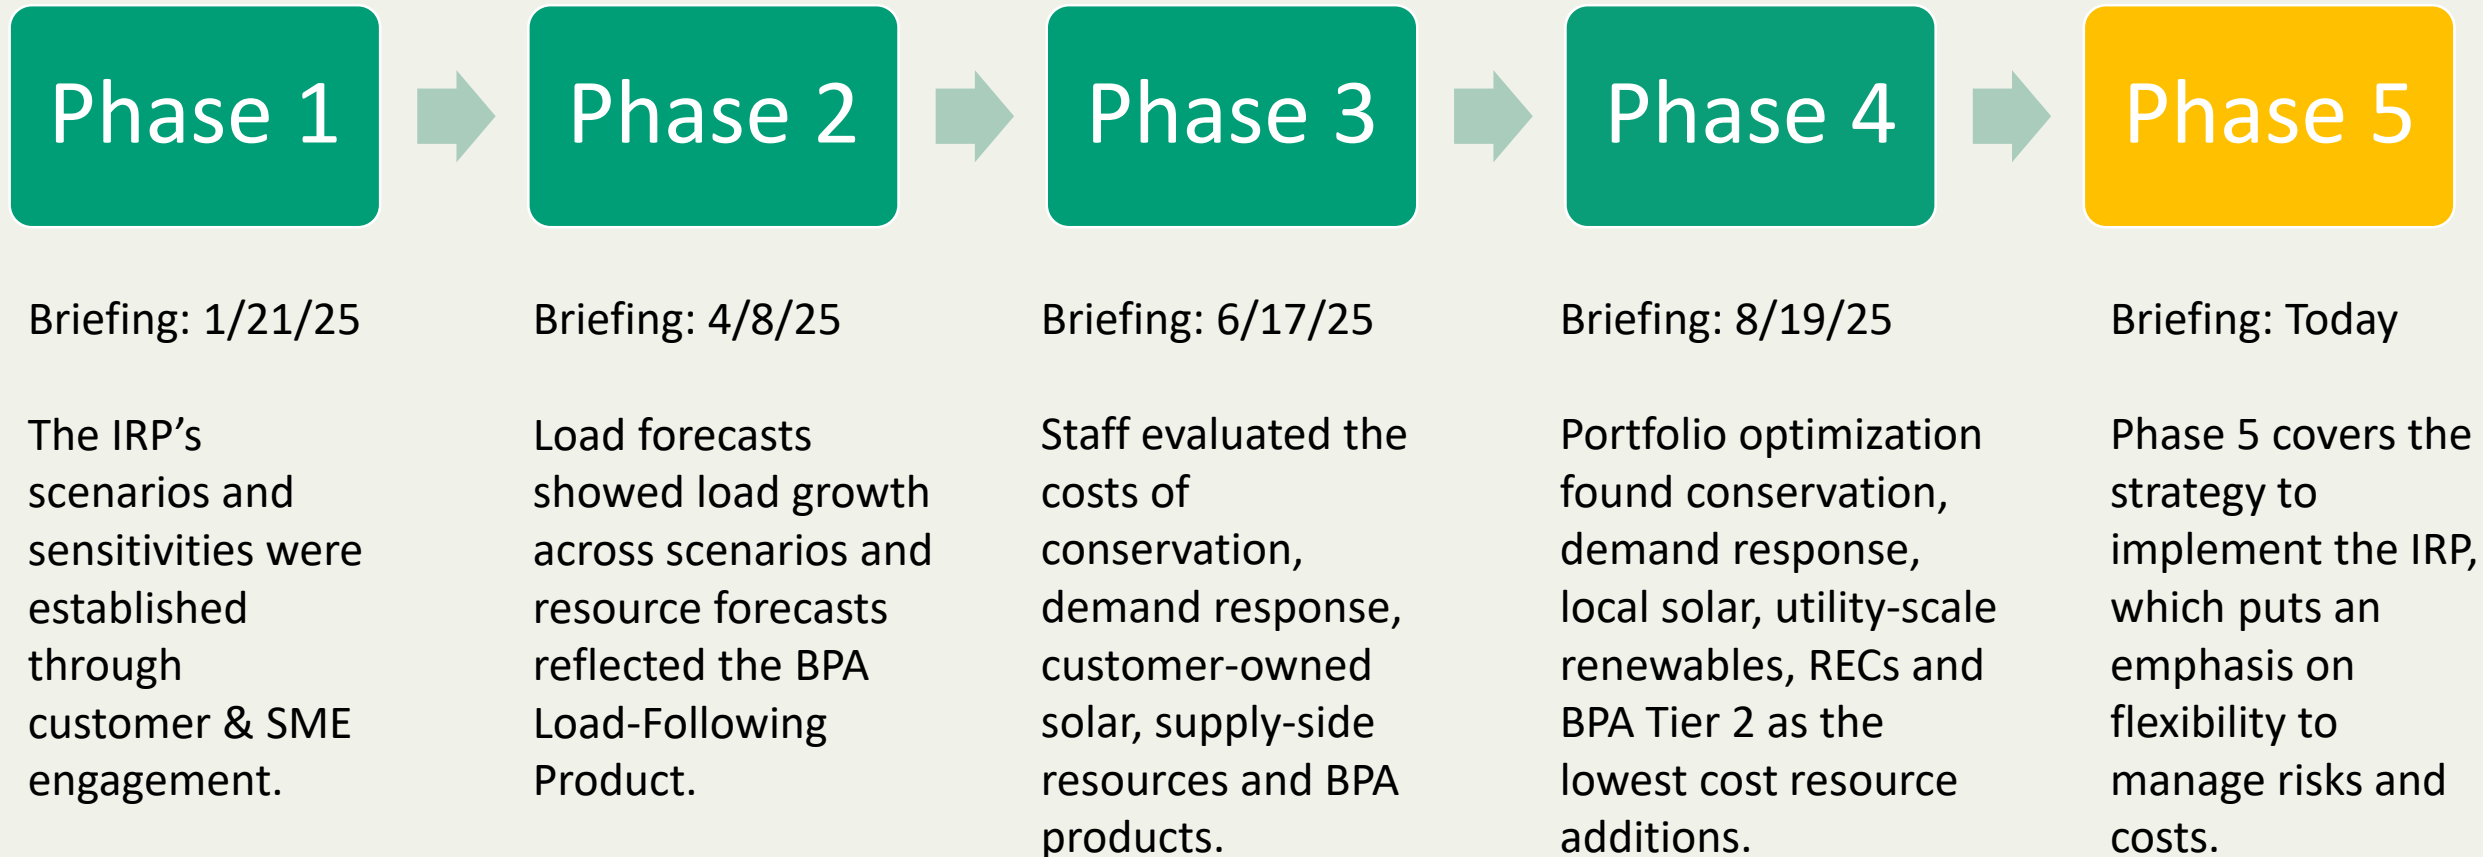 Phase 1
Phase 2
Phase 3
Phase 4
Phase 5
Briefing: 1/21/25
The IRP’s
scenarios and
sensitivities were
established
through
customer & SME
engagement.
Briefing: 4/8/25
Load forecasts
showed load growth
across scenarios and
resource forecasts
reflected the BPA
Load-Following
Product.
Briefing: 6/17/25
Staff evaluated the
costs of
conservation,
demand response,
customer-owned
solar, supply-side
resources and BPA
products.
Briefing: 8/19/25
Portfolio optimization
found conservation,
demand response,
local solar, utility-scale
renewables, RECs and
BPA Tier 2 as the
lowest cost resource
additions.
Briefing: Today
Phase 5 covers the
strategy to
implement the IRP,
which puts an
emphasis on
flexibility to
manage risks and
costs.